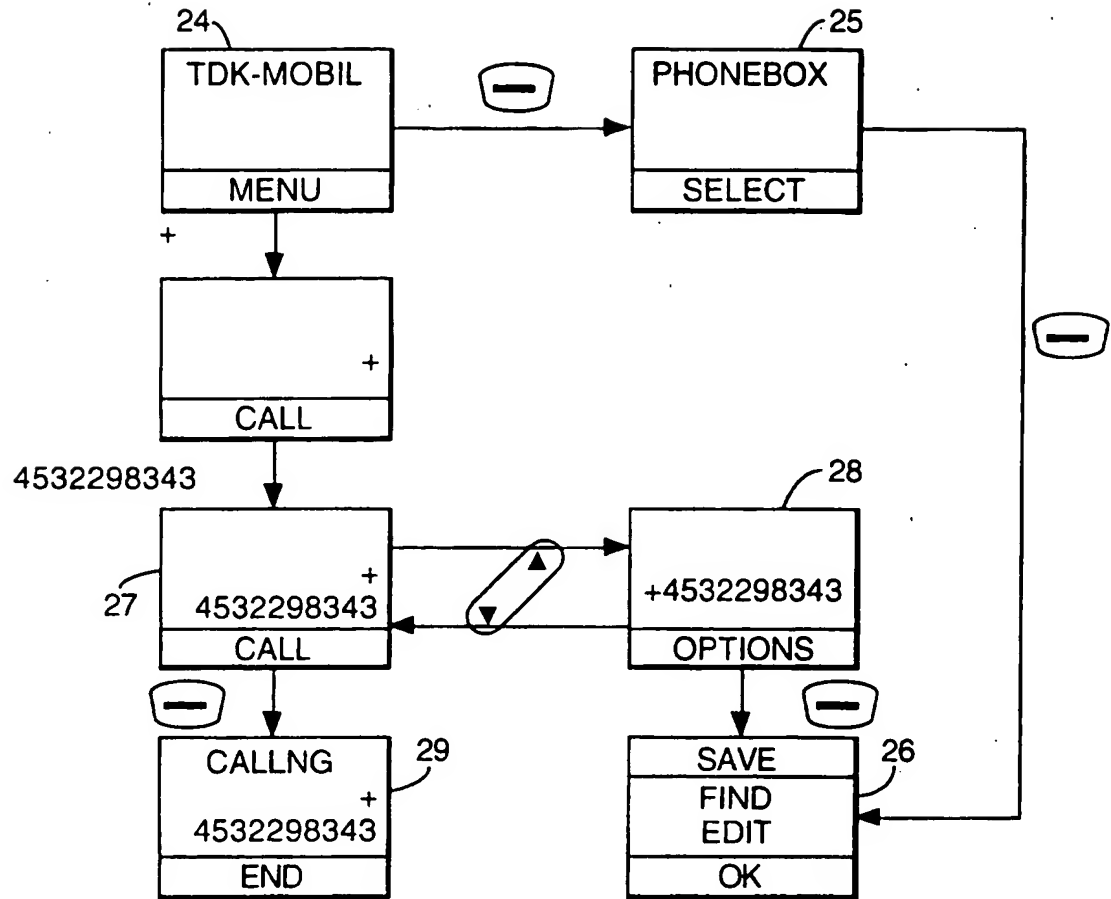 24
25
TDK-MOBIL
PHONEBOX
MENU
SELECT
+
+
CALL
4532298343
28
27
+
4532298343
+4532298343
CALL
OPTIONS
CALLNG
29
+
4532298343
END
SAVE
26
FIND
EDIT
OK